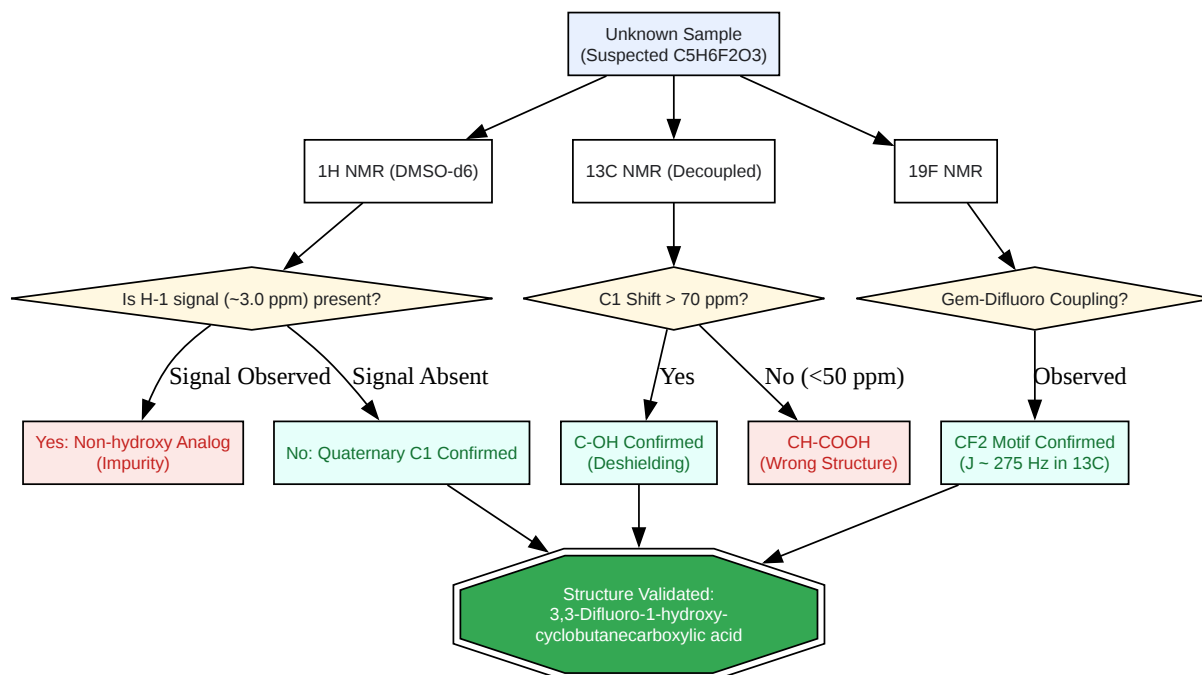 Unknown Sample
(Suspected C5H6F2O3)
1H NMR (DMSO-d6)
13C NMR (Decoupled)
19F NMR
Is H-1 signal (~3.0 ppm) present?
C1 Shift > 70 ppm?
Gem-Difluoro Coupling?
Signal Observed
Signal Absent
Yes
No (<50 ppm)
Observed
Yes: Non-hydroxy Analog
(Impurity)
No: Quaternary C1 Confirmed
C-OH Confirmed
(Deshielding)
CH-COOH
(Wrong Structure)
CF2 Motif Confirmed
(J ~ 275 Hz in 13C)
Structure Validated:
3,3-Difluoro-1-hydroxy-
cyclobutanecarboxylic acid